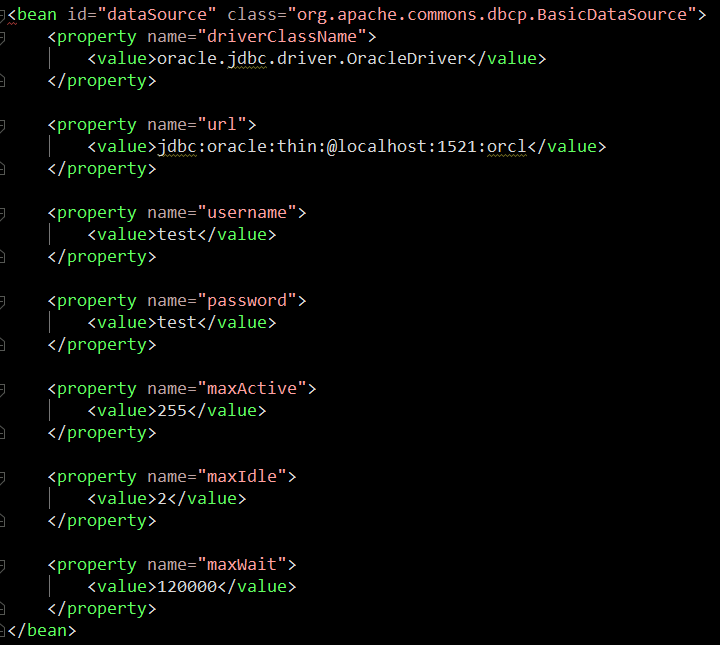 <bean id="dataSource" class="org.apache.commons.dbcp.BasicDataSource">
    <property name="driverClassName">
        <value>oracle.jdbc.driver.OracleDriver</value>
    </property>

    <property name="url">
        <value>jdbc:oracle:thin:@localhost:1521:orcl</value>
    </property>

    <property name="username">
        <value>test</value>
    </property>

    <property name="password">
        <value>test</value>
    </property>

    <property name="maxActive">
        <value>255</value>
    </property>

    <property name="maxIdle">
        <value>2</value>
    </property>

    <property name="maxWait">
        <value>120000</value>
    </property>
</bean>